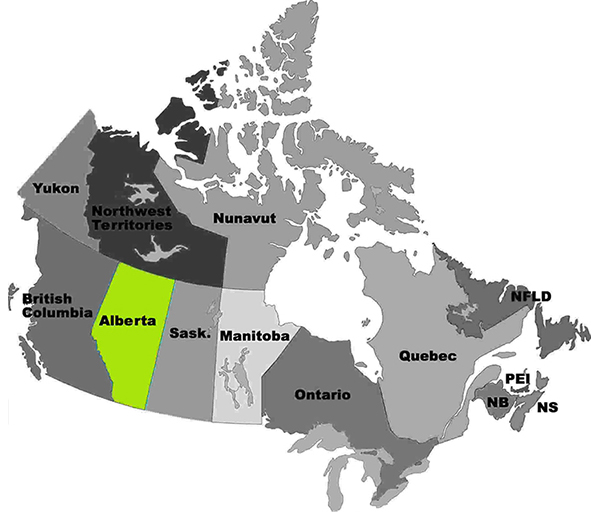 Yukon
Northwest
Territories
Nunavut
British
Columbia
Alberta
Sask.
Manitoba
Ontario
Quebec
NFLD
PEI
NB
NS